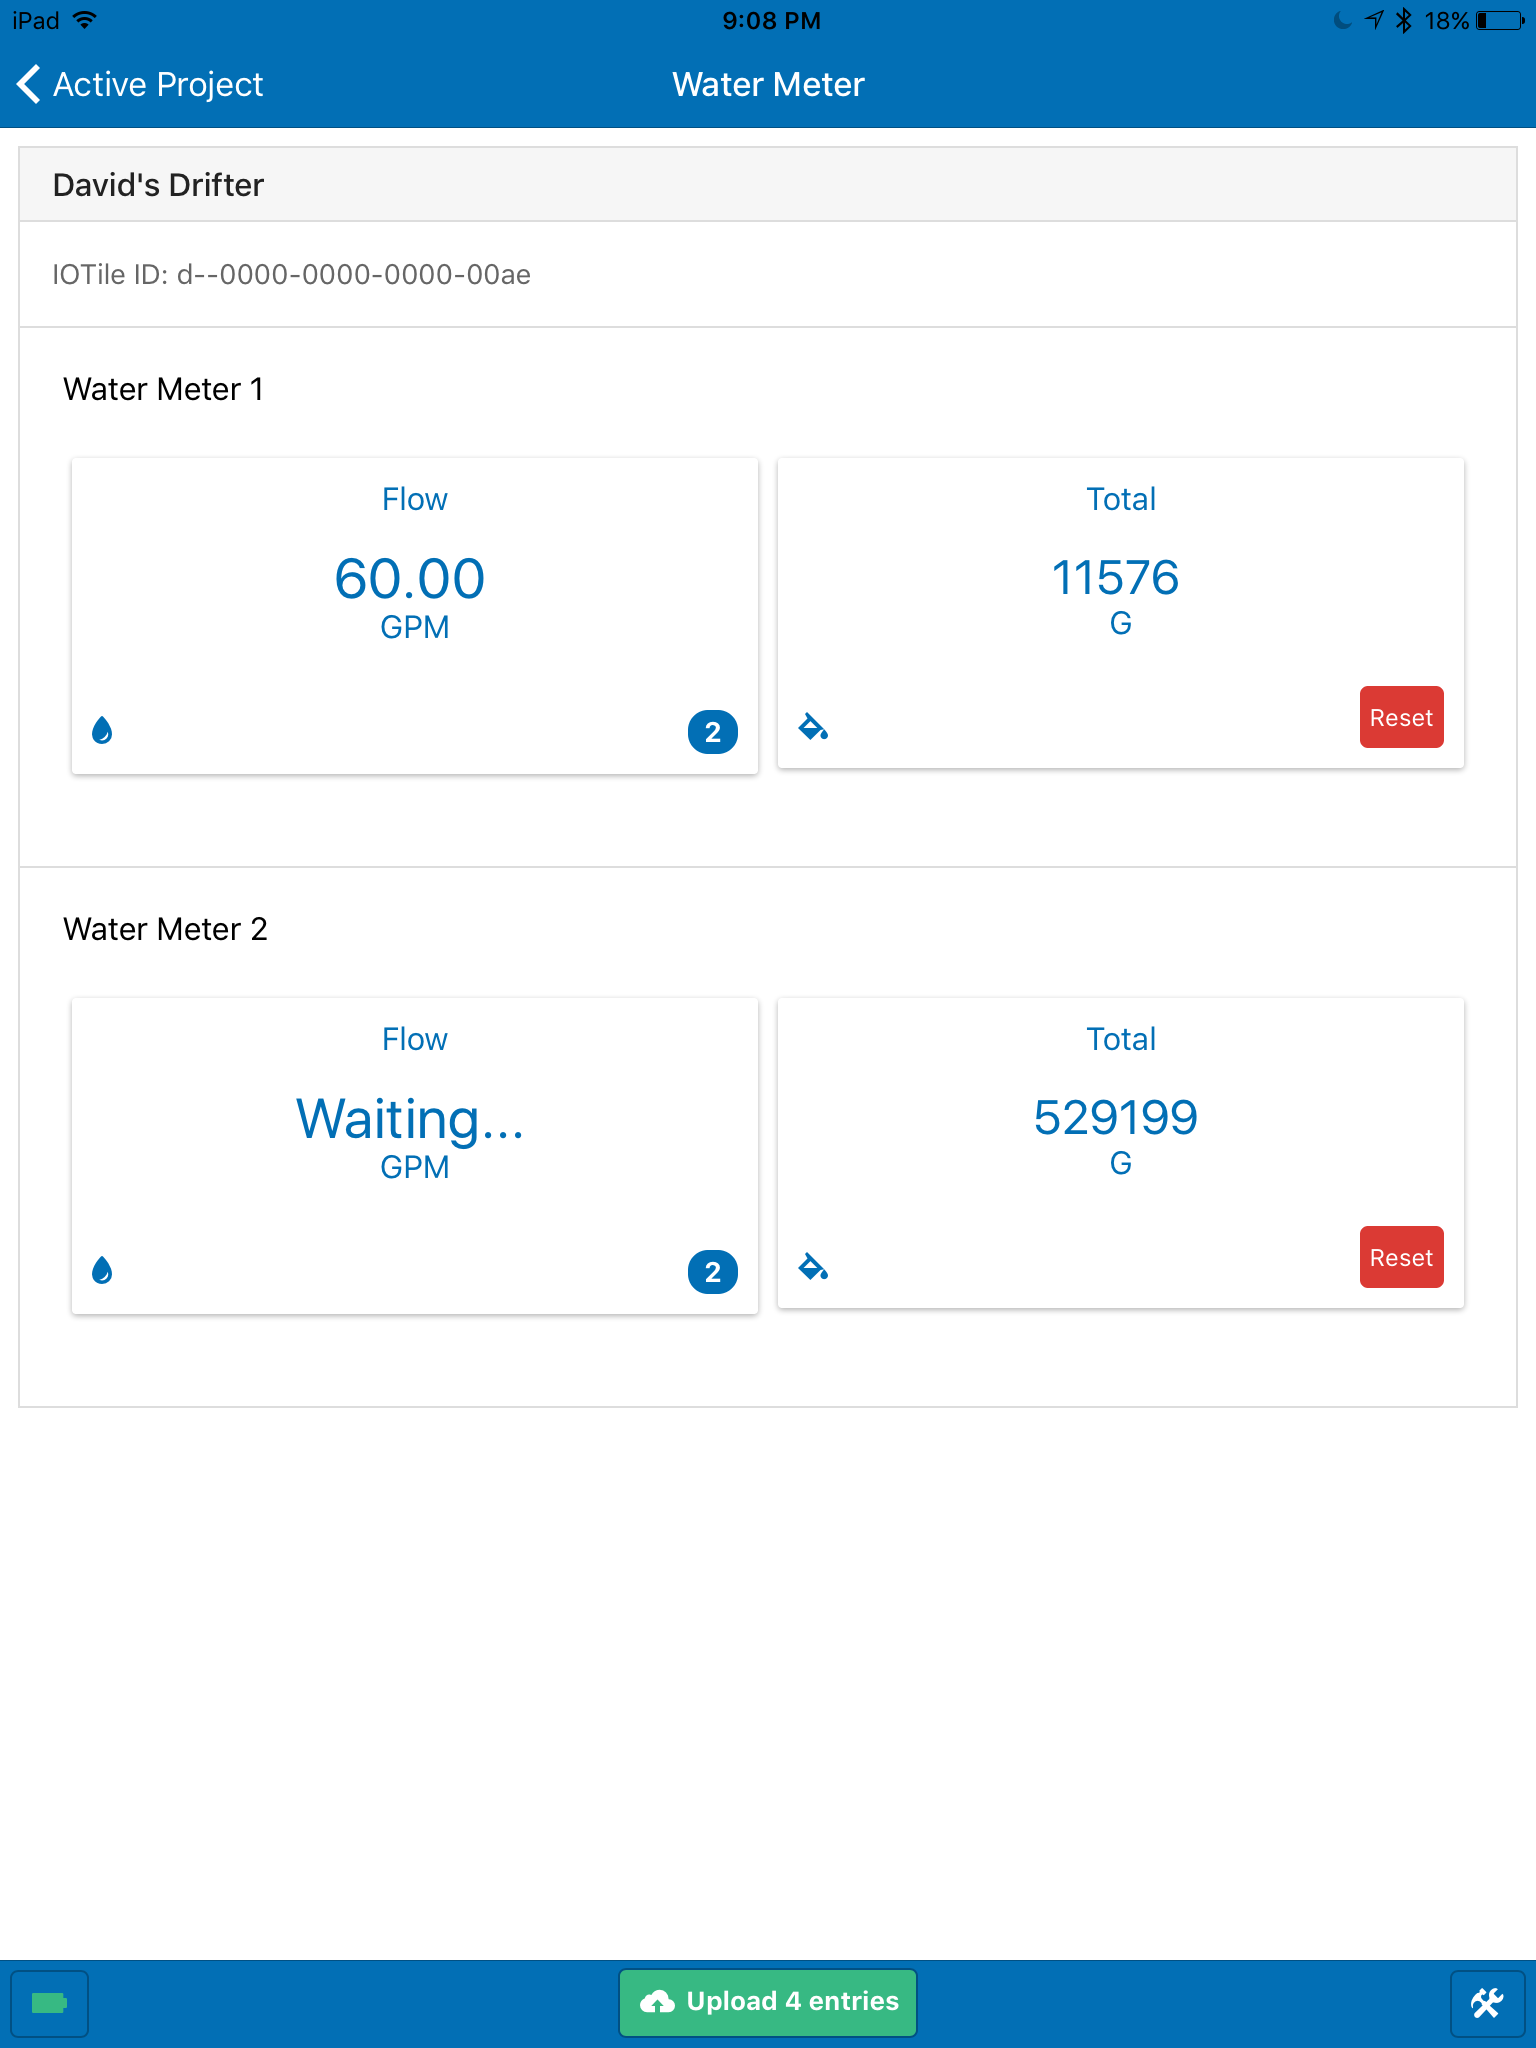 iPad 9:08 PM 18%
Active Project Water Meter
David's Drifter
IOTile ID: d--0000-0000-0000-00ae
Water Meter 1
Flow
60.00
GPM
2
Total
11576
G
Reset
Water Meter 2
Flow
Waiting...
GPM
2
Total
529199
G
Reset
Upload 4 entries